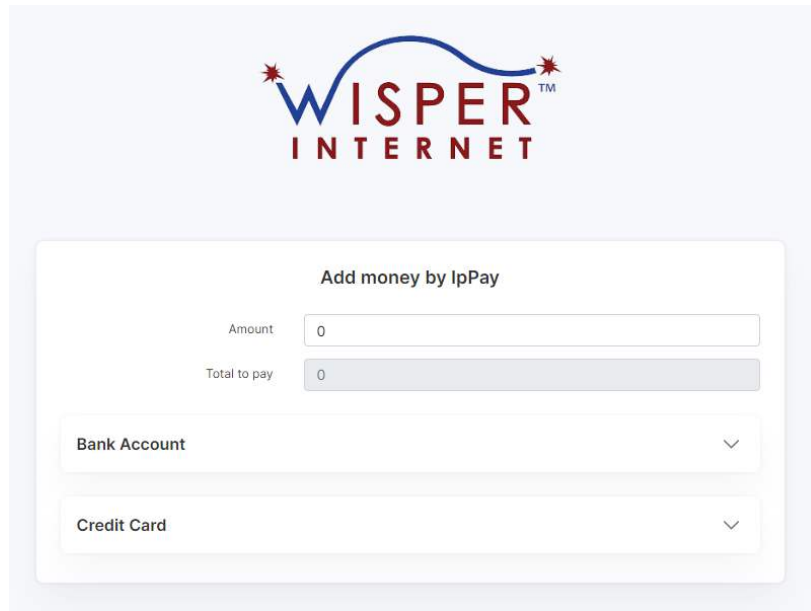 WISPER™
INTERNET
Add money by IpPay
Amount 0
Total to pay 0
Bank Account
Credit Card